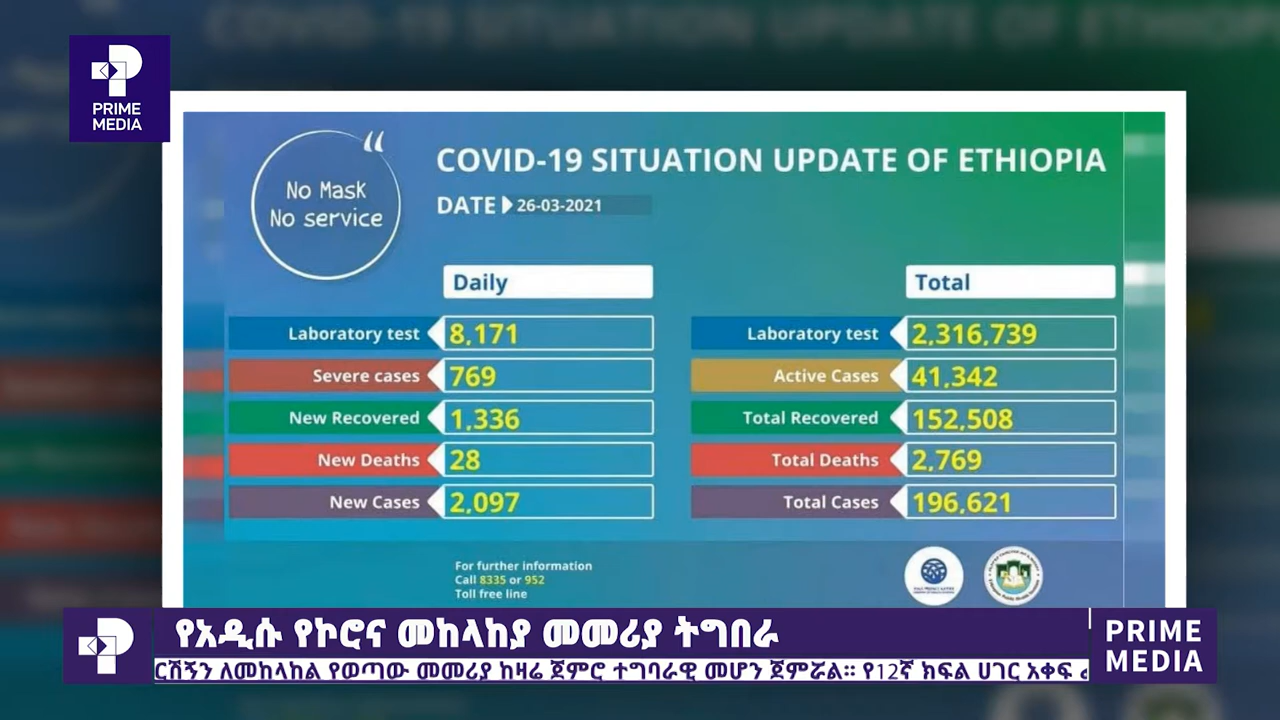 PRIME
MEDIA
No Mask
No service
COVID-19 SITUATION UPDATE OF ETHIOPIA
DATE 26-03-2021
Daily
Total
Laboratory test 8,171
Laboratory test 2,316,739
Severe cases 769
Active Cases 41,342
New Recovered 1,336
Total Recovered 152,508
New Deaths 28
Total Deaths 2,769
New Cases 2,097
Total Cases 196,621
For further information
Call 8335 or 952
Toll free line
የአዲሱ የኮሮና መከላከያ መመሪያ ትግበራ
ርሽኝን ለመከላከል የወጣው መመሪያ ከዛሬ ጀምሮ ተግባራዊ መሆን ጀምሯል። የ12ኛ ክፍል ሀገር አቀፍ
PRIME
MEDIA